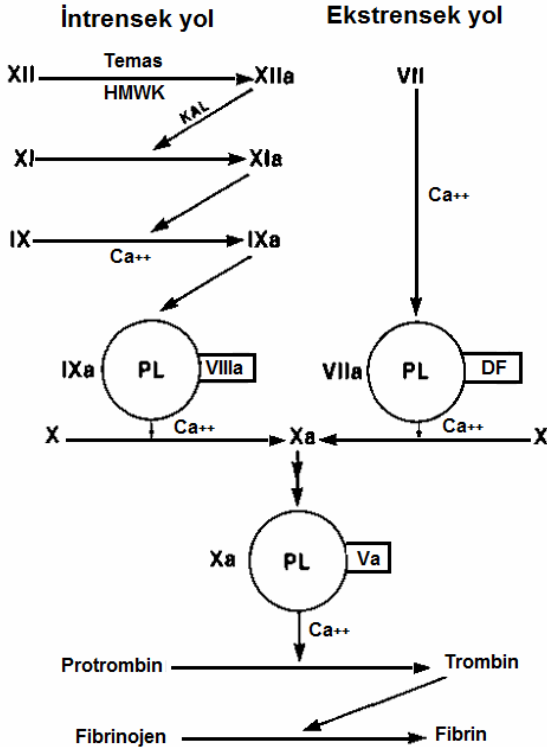 İntrensek yol
Ekstrensek yol
XII
Temas
HMWK
XIIa
VII
KAL
XI
XIa
Ca++
IX
Ca++
IXa
IXa
PL
VIIIa
VIIa
PL
DF
X
Ca++
Xa
Ca++
X
Xa
PL
Va
Ca++
Protrombin
Trombin
Fibrinojen
Fibrin